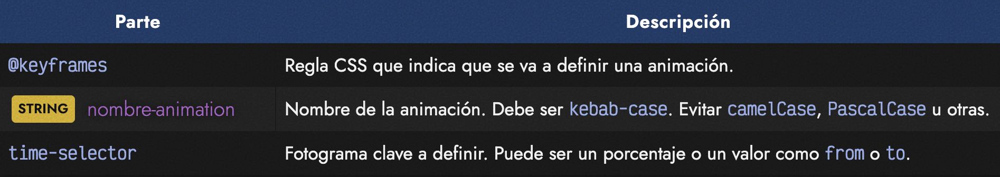 Parte Descripción
@keyframes Regla CSS que indica que se va a definir una animación.
STRING nombre-animation Nombre de la animación. Debe ser kebab-case. Evitar camelCase, PascalCase u otras.
time-selector Fotograma clave a definir. Puede ser un porcentaje o un valor como from o to.